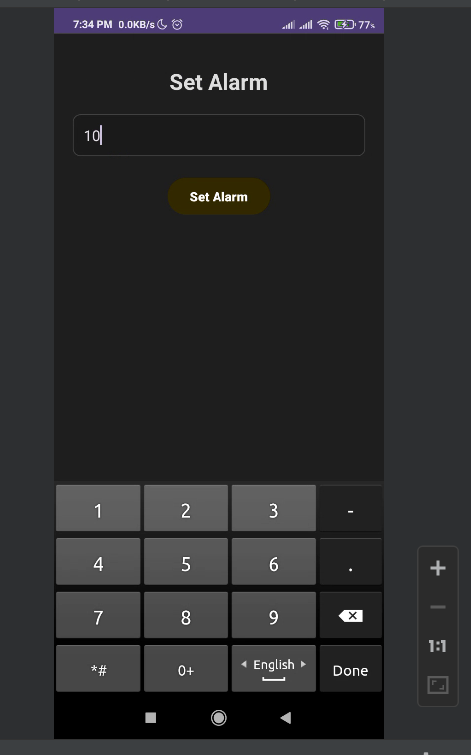 7:34 PM 0.0KB/s 77%
Set Alarm
10
Set Alarm
1 2 3 -
4 5 6 .
7 8 9
*# 0+ English Done
1:1